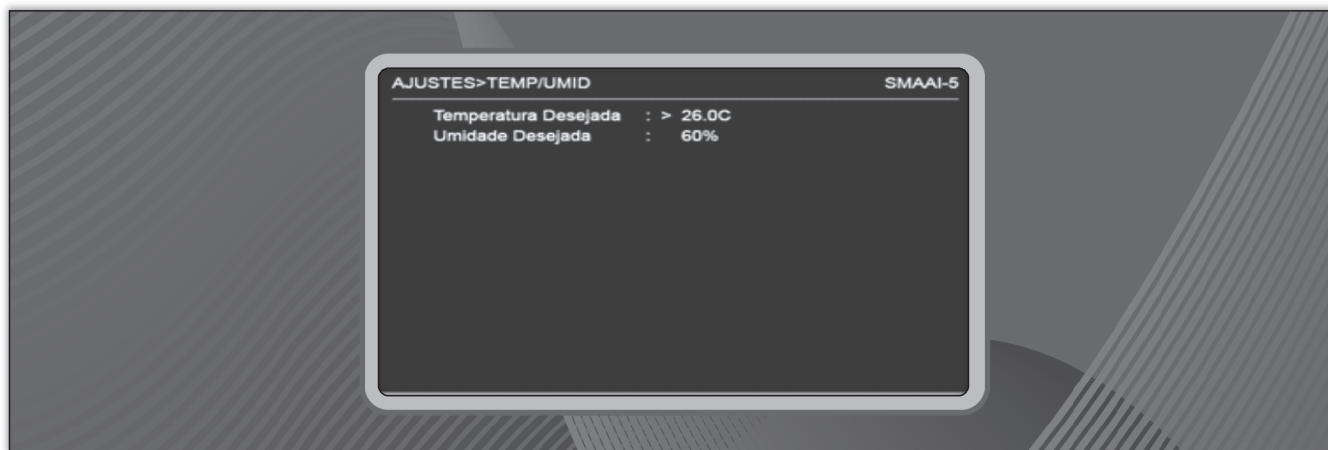 AJUSTES>TEMP/UMID SMAAI-5
Temperatura Desejada : > 26.0C
Umidade Desejada : 60%